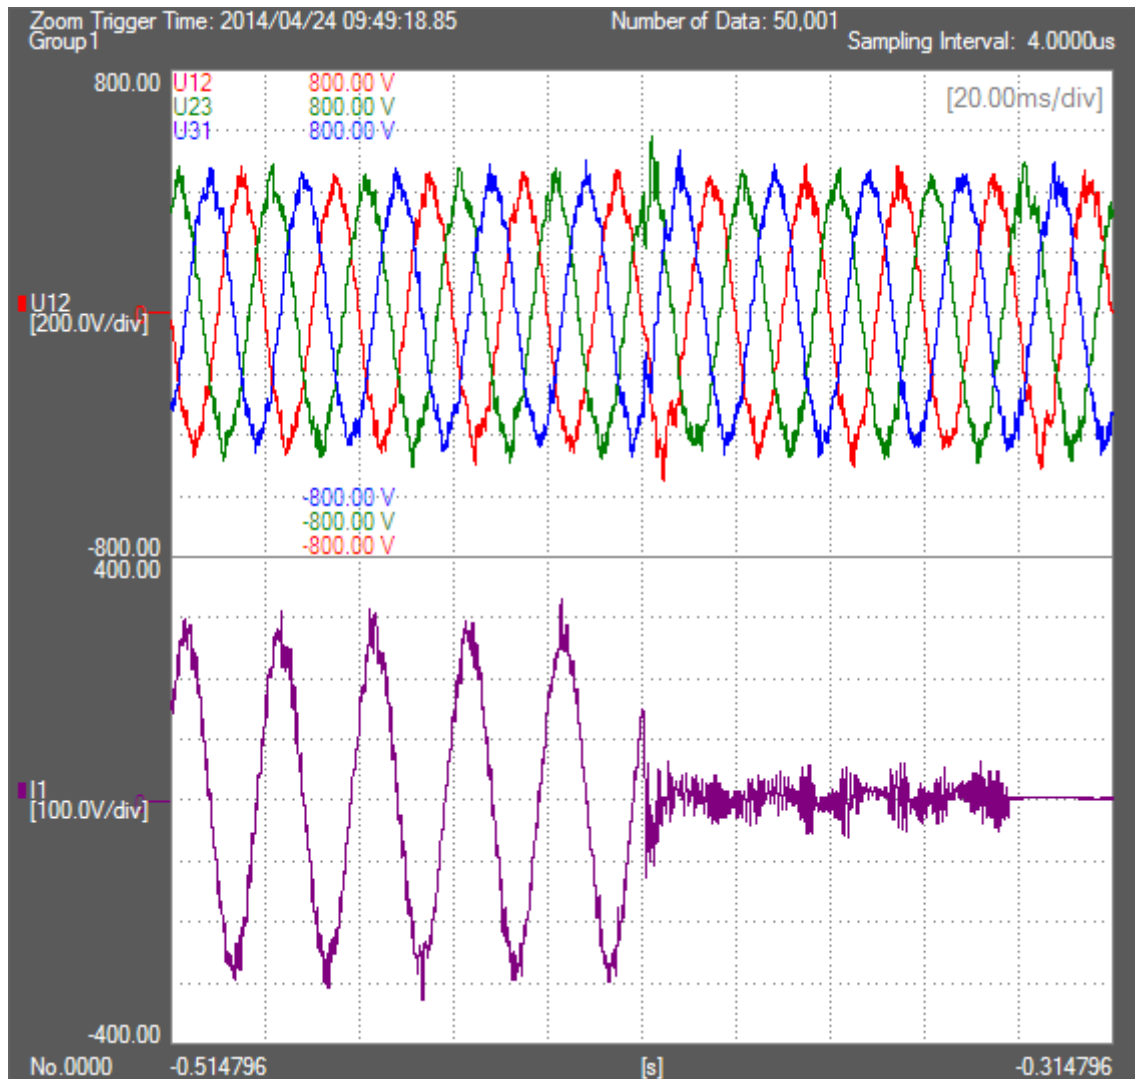 Zoom Trigger Time: 2014/04/24 09:49:18.85 Number of Data: 50,001
Group1 Sampling Interval: 4.0000us
800.00 U12 800.00 V [20.00ms/div]
U23 800.00 V
U31 800.00 V
U12 0
[200.0V/div]
-800.00 V
-800.00 V
-800.00 -800.00 V
400.00
I1 0
[100.0V/div]
-400.00
No.0000 -0.514796 [s] -0.314796